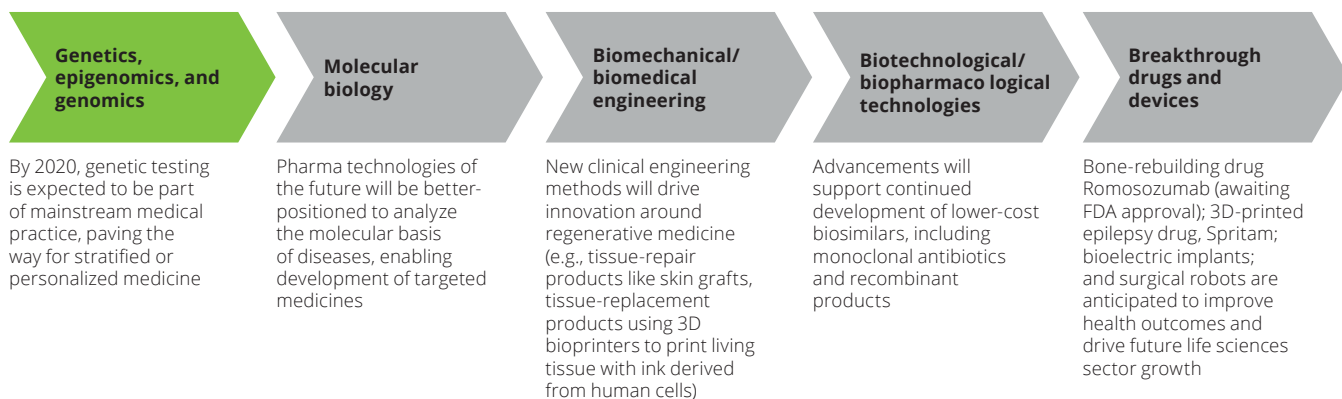 Genetics,
epigenomics, and
genomics
By 2020, genetic testing
is expected to be part
of mainstream medical
practice, paving the
way for stratified or
personalized medicine
Molecular
biology
Pharma technologies of
the future will be better-
positioned to analyze
the molecular basis
of diseases, enabling
development of targeted
medicines
Biomechanical/
biomedical
engineering
New clinical engineering
methods will drive
innovation around
regenerative medicine
(e.g., tissue-repair
products like skin grafts,
tissue-replacement
products using 3D
bioprinters to print living
tissue with ink derived
from human cells)
Biotechnological/
biopharmaco logical
technologies
Advancements will
support continued
development of lower-cost
biosimilars, including
monoclonal antibiotics
and recombinant
products
Breakthrough
drugs and
devices
Bone-rebuilding drug
Romosozumab (awaiting
FDA approval); 3D-printed
epilepsy drug, Spritam;
bioelectric implants;
and surgical robots are
anticipated to improve
health outcomes and
drive future life sciences
sector growth